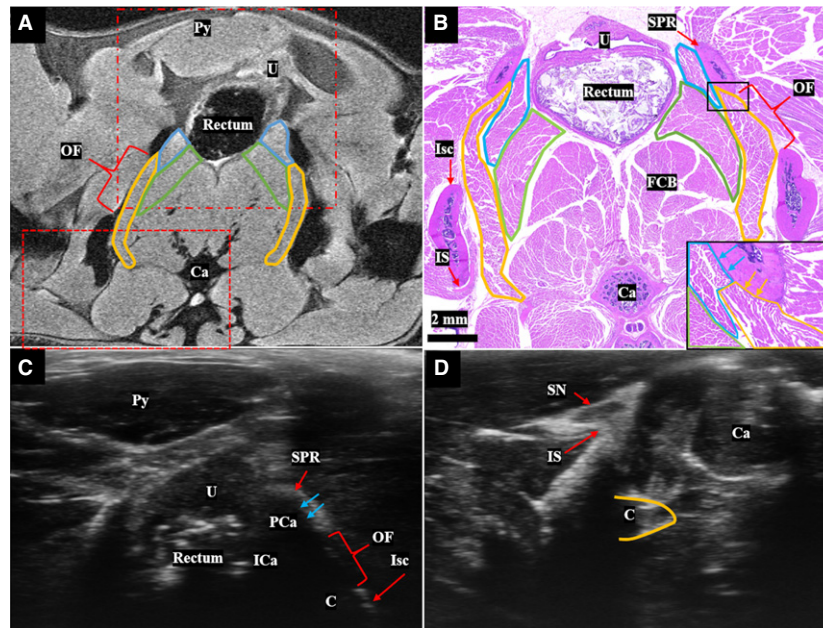 A
Py
U
Rectum
OF
Ca
B
SPR
U
Rectum
OF
Isc
FCB
IS
Ca
2 mm
C
Py
SPR
U
PCa
OF
Rectum
ICa
Isc
C
D
SN
Ca
IS
C